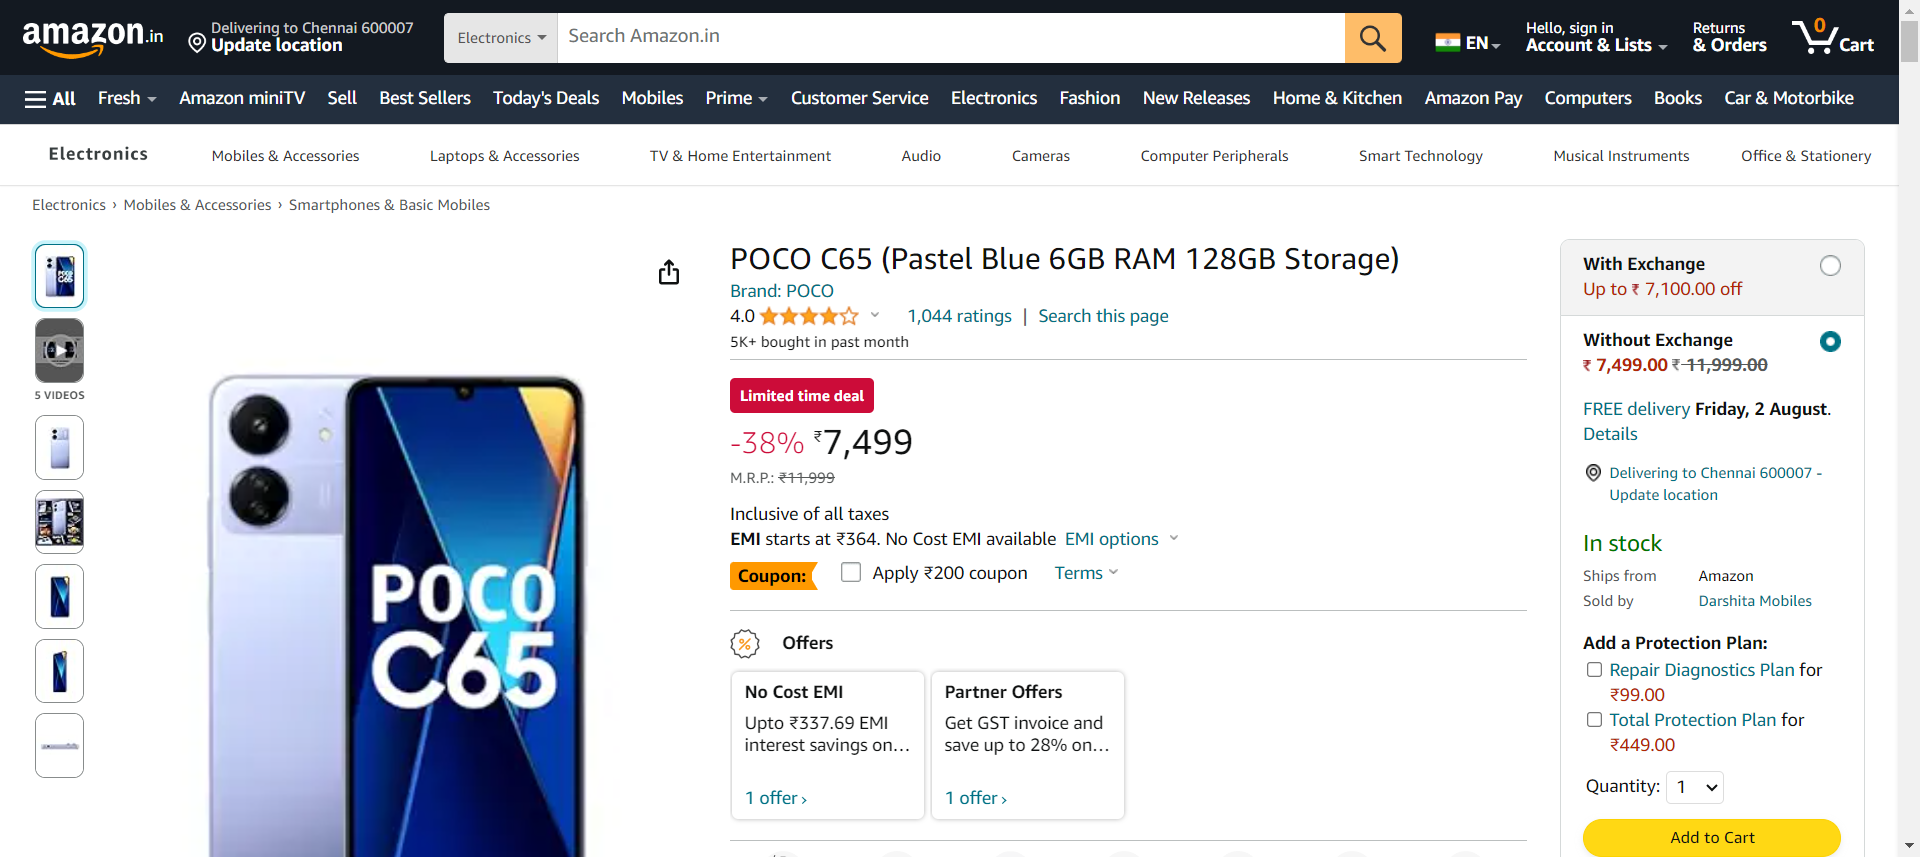 amazon.in
Delivering to Chennai 600007
Update location
Electronics
Search Amazon.in
EN
Hello, sign in
Account & Lists
Returns
& Orders
0
Cart
All
Fresh
Amazon miniTV
Sell
Best Sellers
Today's Deals
Mobiles
Prime
Customer Service
Electronics
Fashion
New Releases
Home & Kitchen
Amazon Pay
Computers
Books
Car & Motorbike
Electronics
Mobiles & Accessories
Laptops & Accessories
TV & Home Entertainment
Audio
Cameras
Computer Peripherals
Smart Technology
Musical Instruments
Office & Stationery
Electronics › Mobiles & Accessories › Smartphones & Basic Mobiles
5 VIDEOS
POCO
C65
POCO C65 (Pastel Blue 6GB RAM 128GB Storage)
Brand: POCO
4.0
1,044 ratings | Search this page
5K+ bought in past month
Limited time deal
-38% ₹7,499
M.R.P.: ₹11,999
Inclusive of all taxes
EMI starts at ₹364. No Cost EMI available EMI options
Coupon: Apply ₹200 coupon Terms
% Offers
No Cost EMI
Upto ₹337.69 EMI
interest savings on...
1 offer ›
Partner Offers
Get GST invoice and
save up to 28% on...
1 offer ›
With Exchange
Up to ₹ 7,100.00 off
Without Exchange
₹ 7,499.00 ₹ 11,999.00
FREE delivery Friday, 2 August.
Details
Delivering to Chennai 600007 -
Update location
In stock
Ships from Amazon
Sold by Darshita Mobiles
Add a Protection Plan:
Repair Diagnostics Plan for
₹99.00
Total Protection Plan for
₹449.00
Quantity: 1
Add to Cart